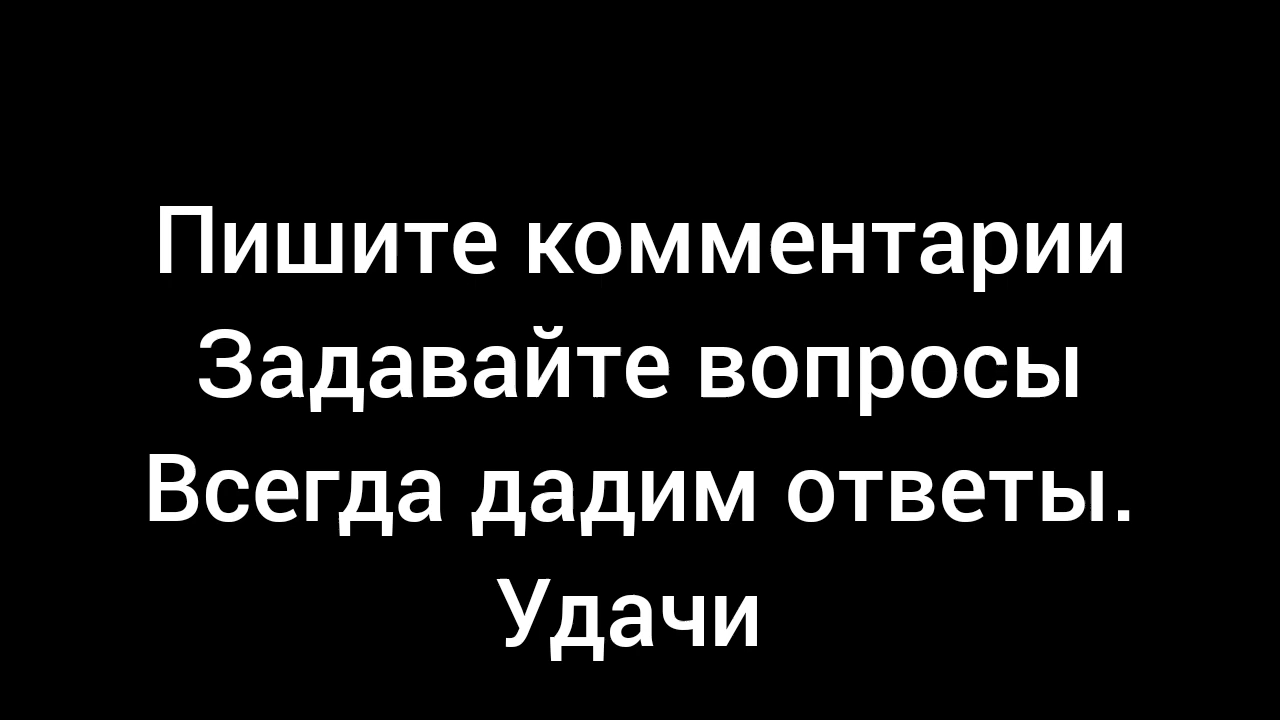 Пишите комментарии
Задавайте вопросы
Всегда дадим ответы.
Удачи